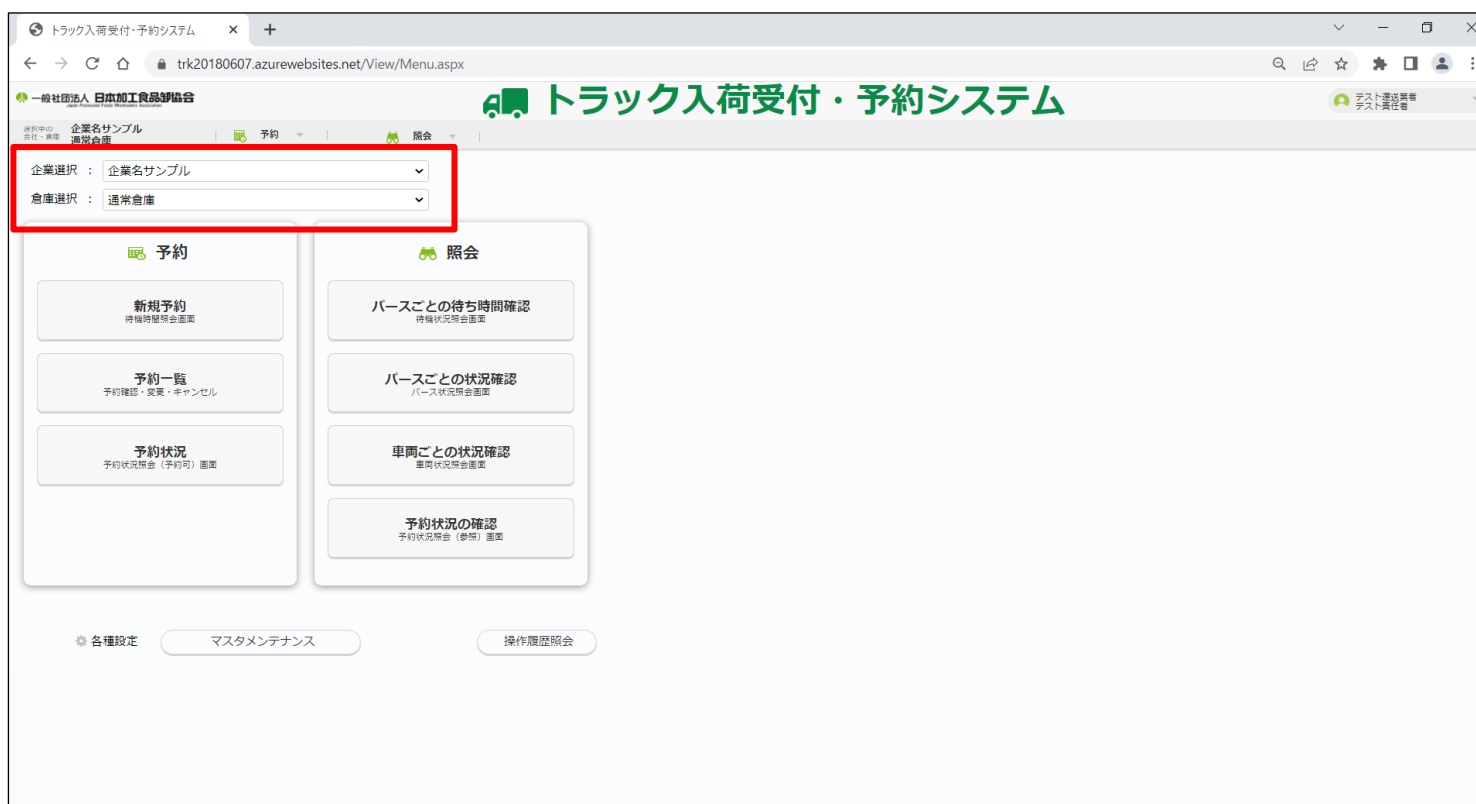 トラック入荷受付・予約システム
trk20180607.azurewebsites.net/View/Menu.aspx
一般社団法人 日本加工食品卸協会
Japan Processed Foods Wholesalers Association
トラック入荷受付・予約システム
テスト運送業者
テスト責任者
選択中の
会社・倉庫
企業名サンプル
通常倉庫
予約
照会
企業選択 : 企業名サンプル
倉庫選択 : 通常倉庫
予約
新規予約
待機時間照会画面
予約一覧
予約確認・変更・キャンセル
予約状況
予約状況照会（予約可）画面
照会
バースごとの待ち時間確認
待機状況照会画面
バースごとの状況確認
バース状況照会画面
車両ごとの状況確認
車両状況照会画面
予約状況の確認
予約状況照会（参照）画面
各種設定 マスタメンテナンス 操作履歴照会